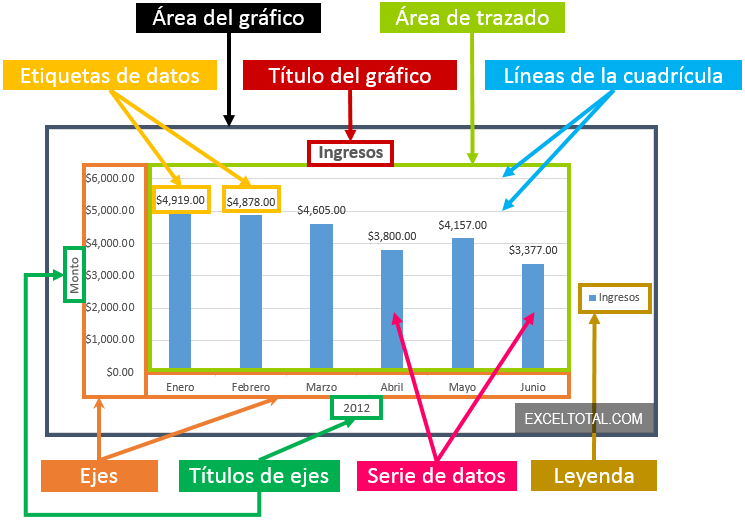 Área del gráfico
Área de trazado
Etiquetas de datos
Título del gráfico
Líneas de la cuadrícula
Ingresos
$6,000.00
$5,000.00
$4,000.00
$3,000.00
$2,000.00
$1,000.00
$0.00
Monto
$4,919.00
$4,878.00
$4,605.00
$3,800.00
$4,157.00
$3,377.00
Ingresos
Enero
Febrero
Marzo
Abril
Mayo
Junio
2012
EXCELTOTAL.COM
Ejes
Títulos de ejes
Serie de datos
Leyenda